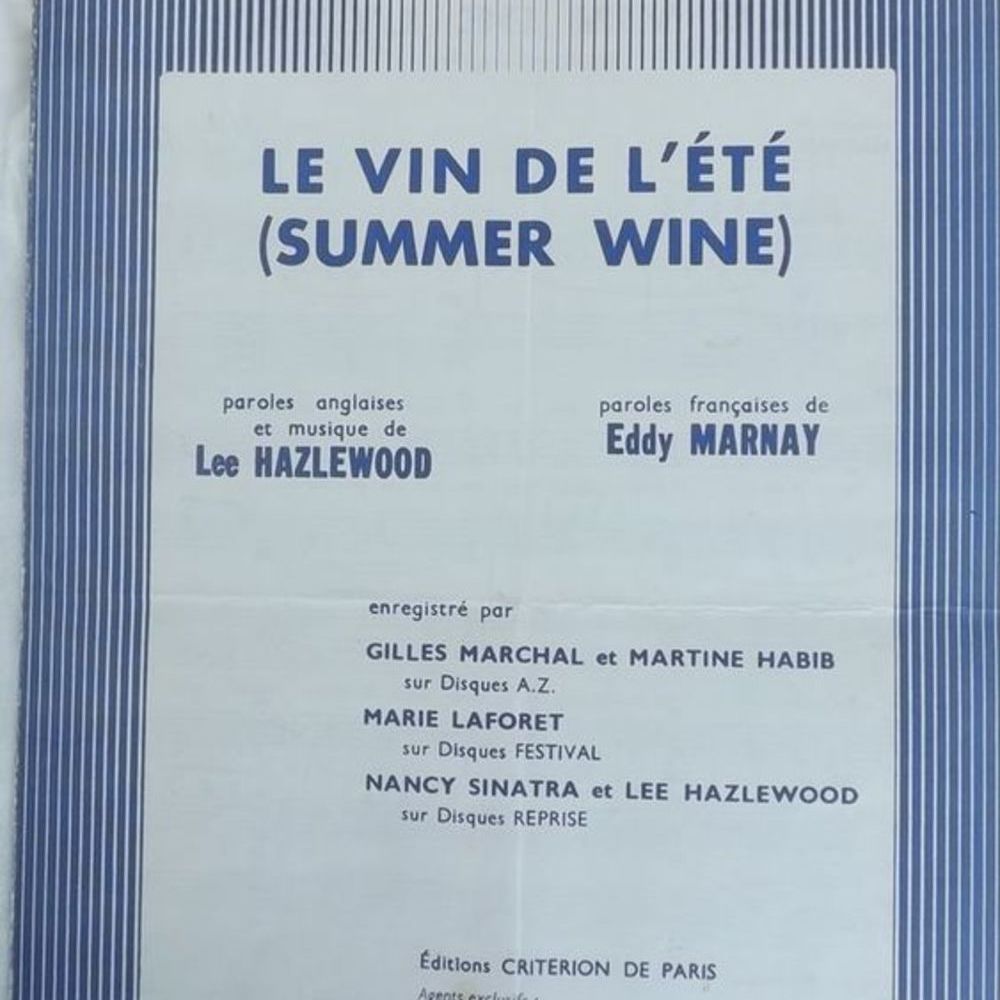 LE VIN DE L'ÉTÉ
(SUMMER WINE)
paroles anglaises
et musique de
Lee HAZLEWOOD
paroles françaises de
Eddy MARNAY
enregistré par
GILLES MARCHAL et MARTINE HABIB
sur Disques A.Z.
MARIE LAFORET
sur Disques FESTIVAL
NANCY SINATRA et LEE HAZLEWOOD
sur Disques REPRISE
Éditions CRITERION DE PARIS
Agents exclusifs :